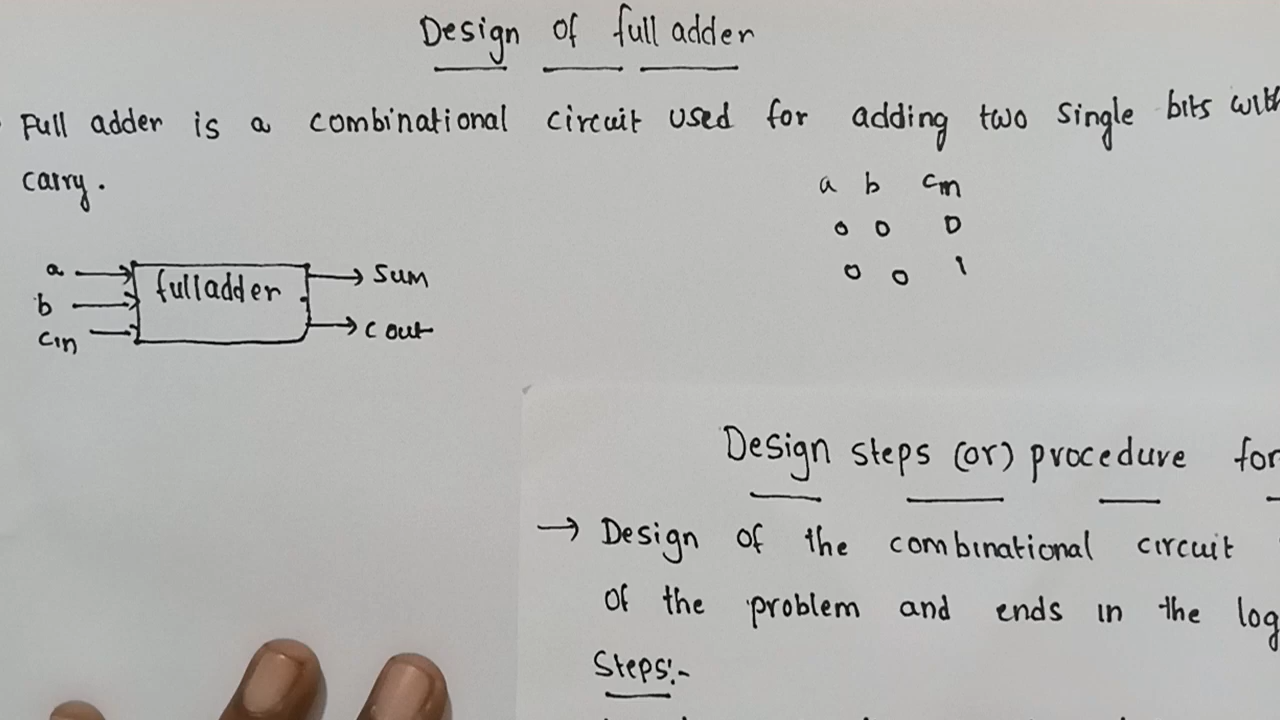 Design of full adder
Full adder is a combinational circuit used for adding two single bits with
carry.
a b cin
0 0 0
0 0 1
a
b
cin
fulladder
sum
c out
Design steps (or) procedure for
→ Design of the combinational circuit
of the problem and ends in the log
Steps:-